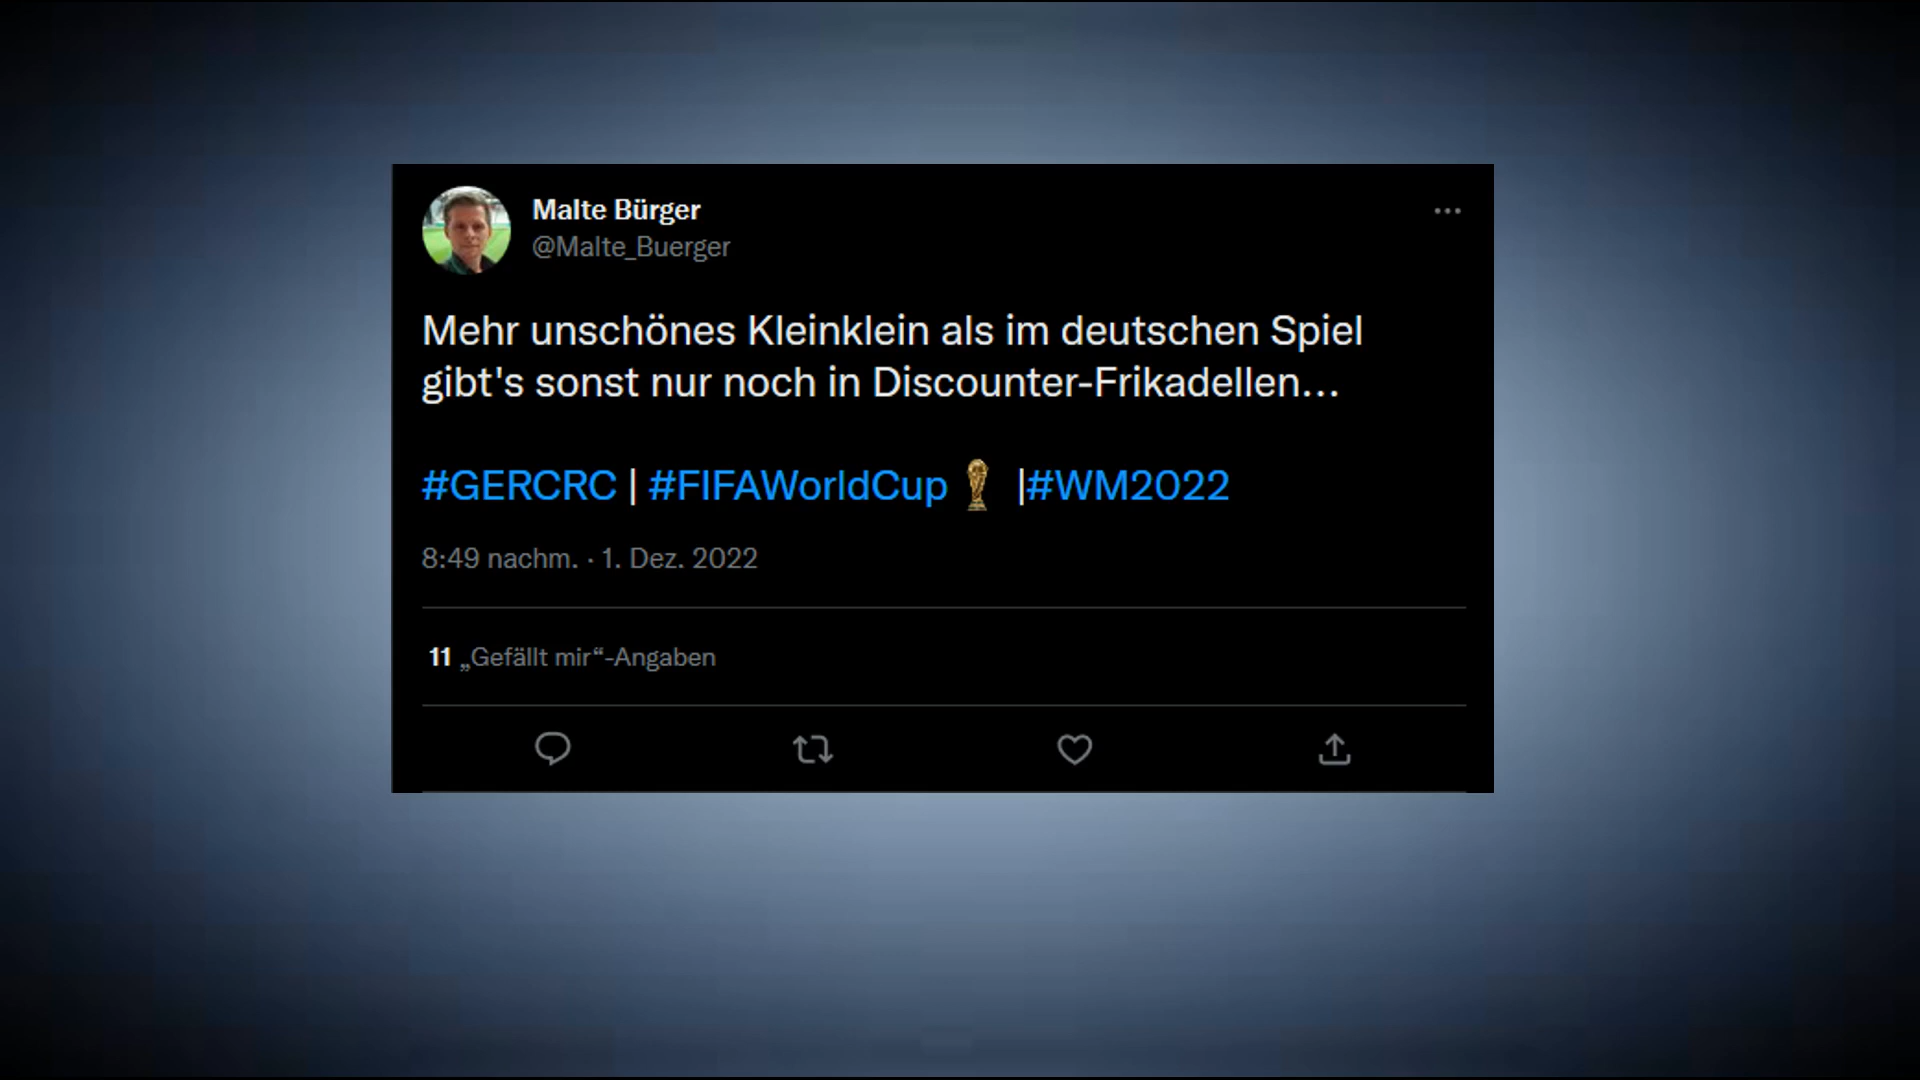 Malte Bürger
@Malte_Buerger
Mehr unschönes Kleinklein als im deutschen Spiel
gibt's sonst nur noch in Discounter-Frikadellen...
#GERCRC | #FIFAWorldCup🏆 |#WM2022
8:49 nachm. · 1. Dez. 2022
11 „Gefällt mir“-Angaben